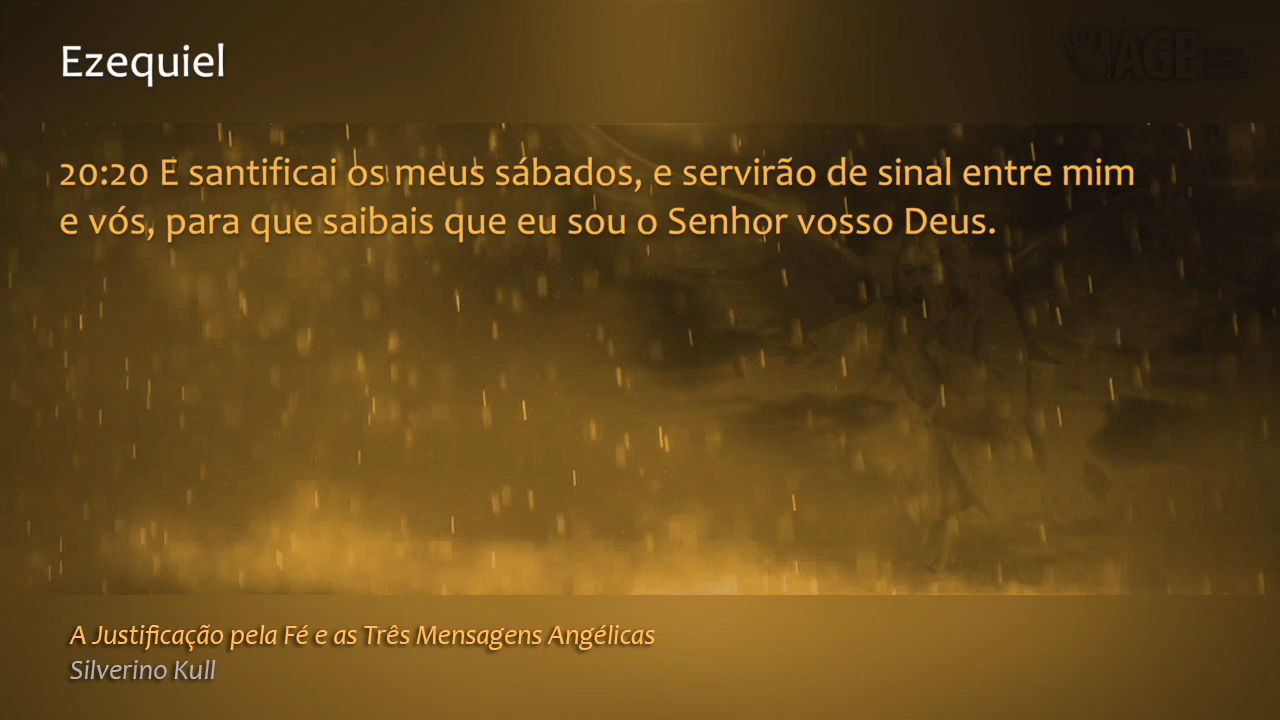 Ezequiel
20:20 E santificai os meus sábados, e servirão de sinal entre mim
e vós, para que saibais que eu sou o Senhor vosso Deus.
A Justificação pela Fé e as Três Mensagens Angélicas
Silverino Kull